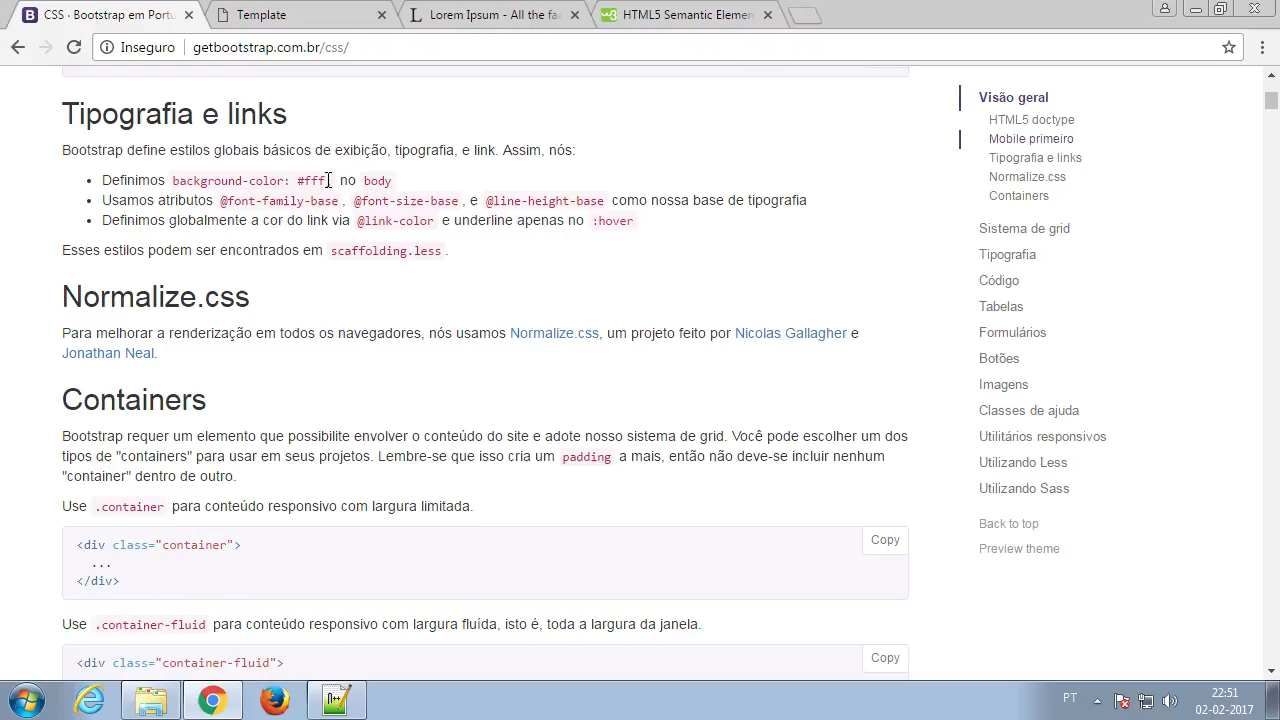 CSS - Bootstrap em Portu
Template
Lorem Ipsum - All the fa
HTML5 Semantic Elemen
Inseguro
getbootstrap.com.br/css/
Tipografia e links
Bootstrap define estilos globais básicos de exibição, tipografia, e link. Assim, nós:
Definimos background-color: #fff; no body
Usamos atributos @font-family-base, @font-size-base, e @line-height-base como nossa base de tipografia
Definimos globalmente a cor do link via @link-color e underline apenas no :hover
Esses estilos podem ser encontrados em scaffolding.less.
Normalize.css
Para melhorar a renderização em todos os navegadores, nós usamos Normalize.css, um projeto feito por Nicolas Gallagher e
Jonathan Neal.
Containers
Bootstrap requer um elemento que possibilite envolver o conteúdo do site e adote nosso sistema de grid. Você pode escolher um dos
tipos de "containers" para usar em seus projetos. Lembre-se que isso cria um padding a mais, então não deve-se incluir nenhum
"container" dentro de outro.
Use .container para conteúdo responsivo com largura limitada.
<div class="container">
...
</div>
Copy
Use .container-fluid para conteúdo responsivo com largura fluída, isto é, toda a largura da janela.
<div class="container-fluid">
Copy
Visão geral
HTML5 doctype
Mobile primeiro
Tipografia e links
Normalize.css
Containers
Sistema de grid
Tipografia
Código
Tabelas
Formulários
Botões
Imagens
Classes de ajuda
Utilitários responsivos
Utilizando Less
Utilizando Sass
Back to top
Preview theme
PT
22:51
02-02-2017